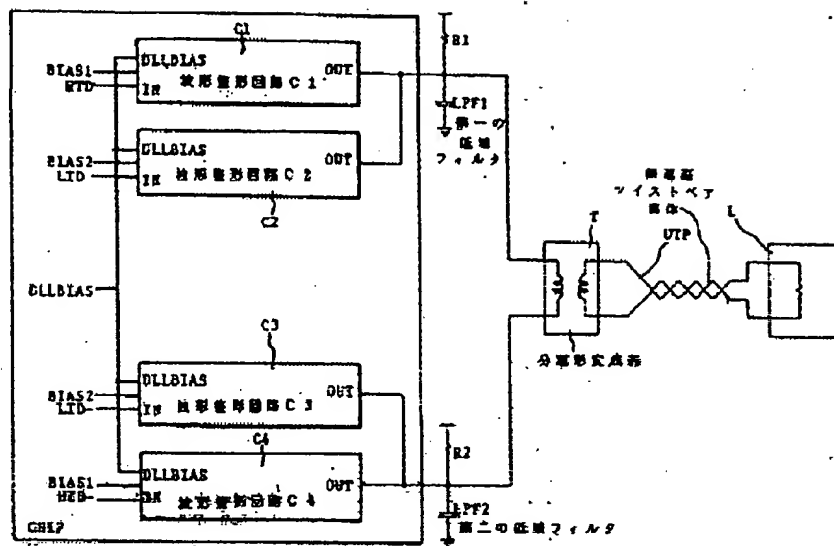 C1
DLLBIAS
OUT
BIAS1
波形整形回路C1
IN
R1
LPF1
第一の
低域
フィルタ
DLLBIAS
OUT
BIAS2
波形整形回路C2
LTD
IN
C2
無遮蔽
ツイストペア
T
UTP
L
DLLBIAS
分離形変成器
C3
DLLBIAS
OUT
BIAS2
波形整形回路C3
LTD
IN
C4
R2
DLLBIAS
OUT
BIAS1
波形整形回路C4
IN
LPF2
第二の低域フィルタ
CHIP